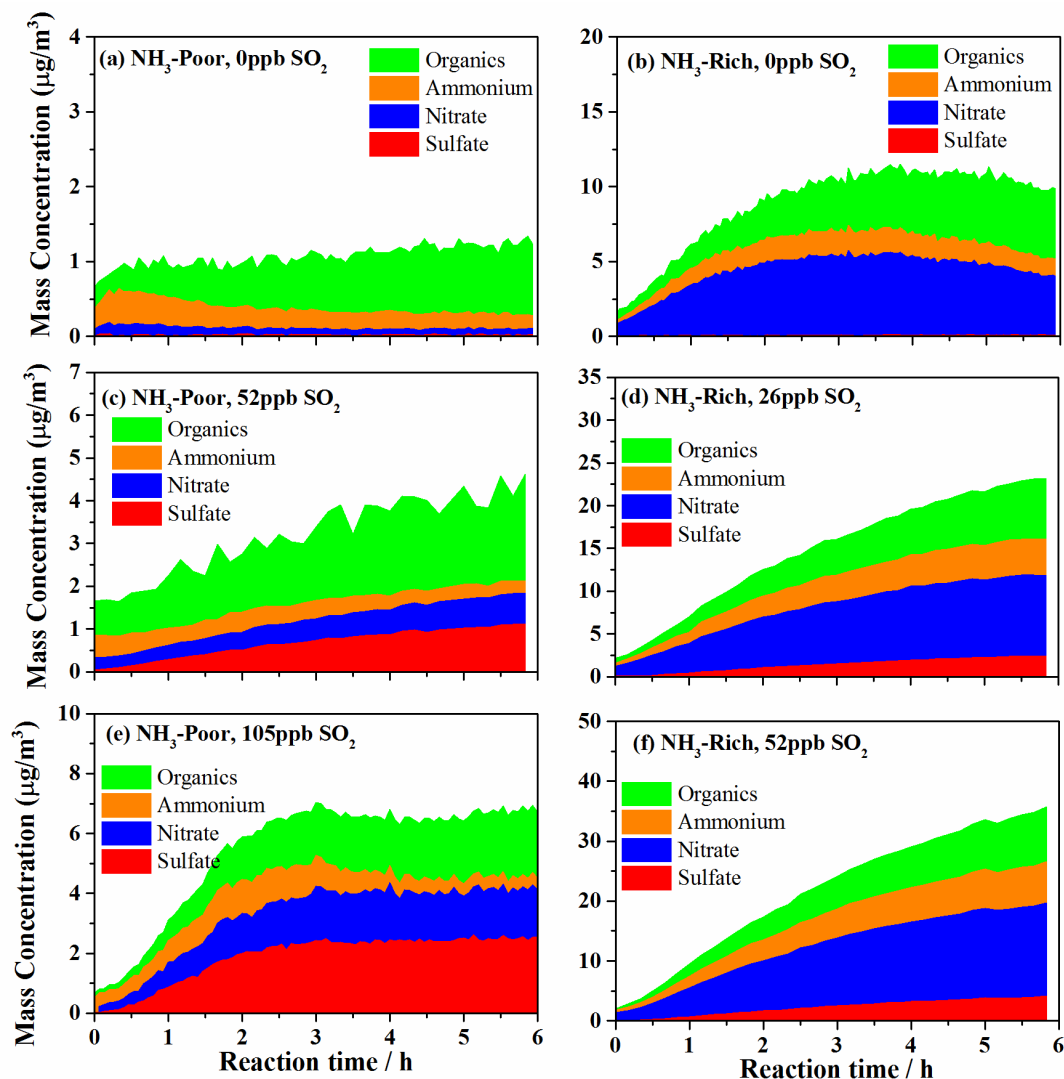 Mass Concentration (μg/m³)
4
3
2
1
0
(a) NH₃-Poor, 0ppb SO₂
Organics
Ammonium
Nitrate
Sulfate
20
15
10
5
0
(b) NH₃-Rich, 0ppb SO₂
Organics
Ammonium
Nitrate
Sulfate
Mass Concentration (μg/m³)
7
6
5
4
3
2
1
0
(c) NH₃-Poor, 52ppb SO₂
Organics
Ammonium
Nitrate
Sulfate
35
30
25
20
15
10
5
0
(d) NH₃-Rich, 26ppb SO₂
Organics
Ammonium
Nitrate
Sulfate
Mass Concentration (μg/m³)
10
8
6
4
2
0
(e) NH₃-Poor, 105ppb SO₂
Organics
Ammonium
Nitrate
Sulfate
0 1 2 3 4 5 6
Reaction time / h
50
40
30
20
10
0
(f) NH₃-Rich, 52ppb SO₂
Organics
Ammonium
Nitrate
Sulfate
0 1 2 3 4 5 6
Reaction time / h